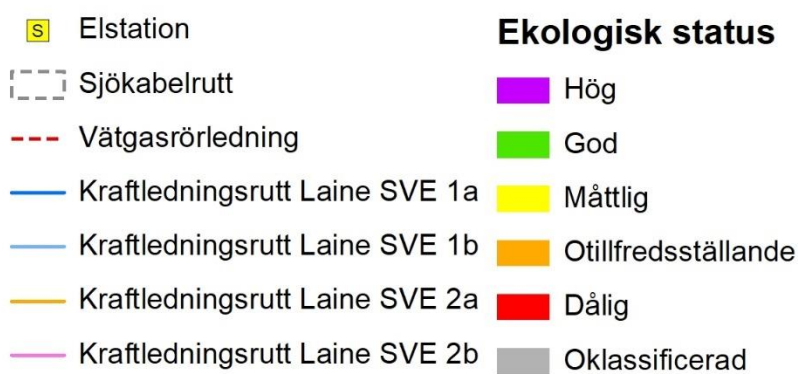 S Elstation
Sjökabelrutt
Vätgasrörledning
Kraftledningsrutt Laine SVE 1a
Kraftledningsrutt Laine SVE 1b
Kraftledningsrutt Laine SVE 2a
Kraftledningsrutt Laine SVE 2b
Ekologisk status
Hög
God
Måttlig
Otillfredsställande
Dålig
Oklassificerad